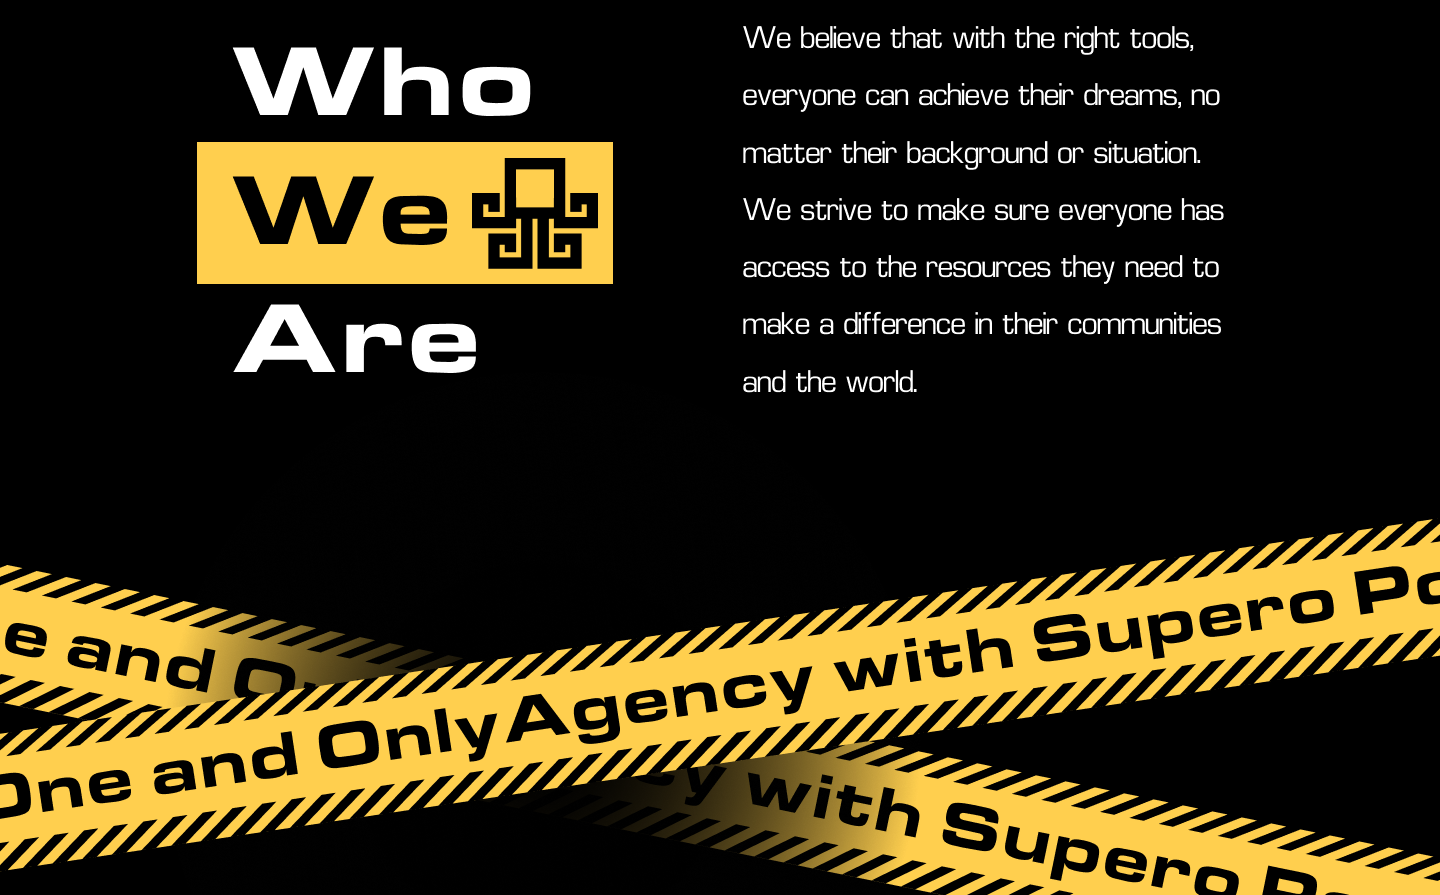 Who
We
Are
We believe that with the right tools,
everyone can achieve their dreams, no
matter their background or situation.
We strive to make sure everyone has
access to the resources they need to
make a difference in their communities
and the world.
e and
One and Only Agency with Supero Po
with Supero